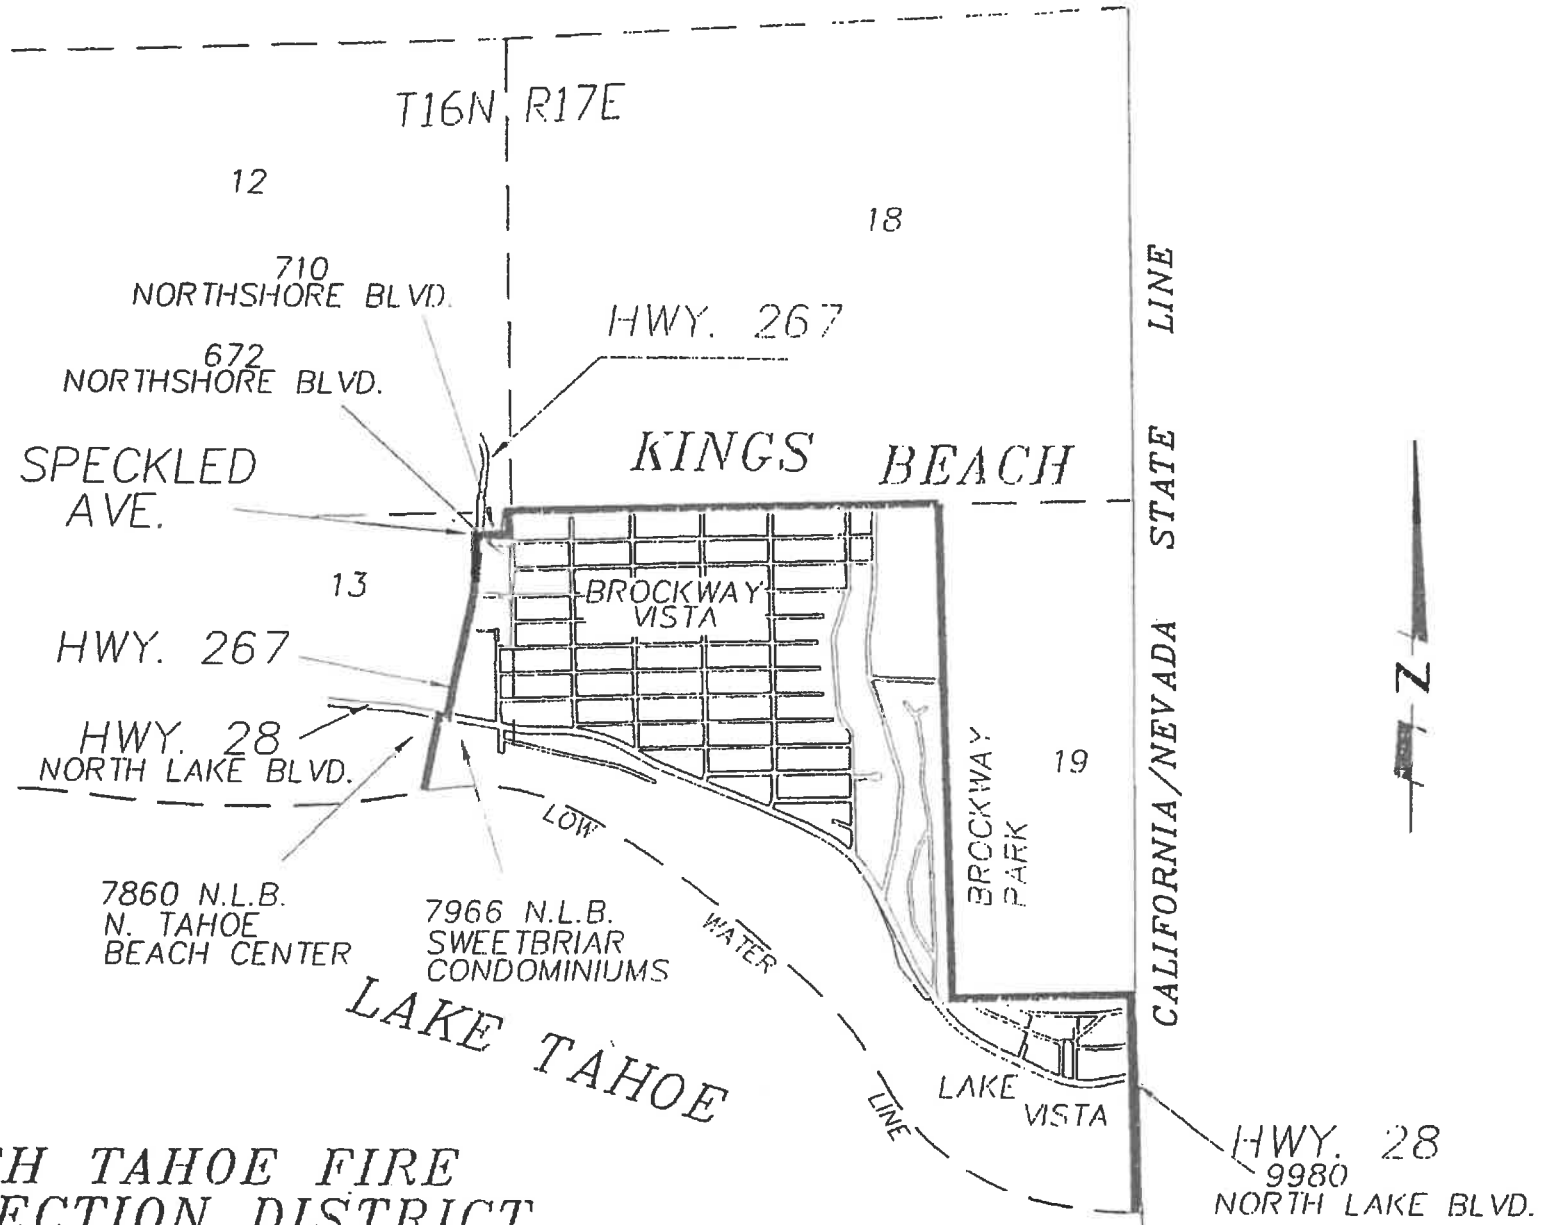 T16N R17E
12
18
710
NORTHSHORE BLVD.
HWY. 267
672
NORTHSHORE BLVD.
KINGS BEACH
SPECKLED
AVE.
13
BROCKWAY
VISTA
HWY. 267
HWY. 28
NORTH LAKE BLVD.
BROCKWAY
PARK
19
CALIFORNIA/NEVADA STATE LINE
N
LOW WATER LINE
7860 N.L.B.
N. TAHOE
BEACH CENTER
7966 N.L.B.
SWEETBRIAR
CONDOMINIUMS
LAKE TAHOE
LAKE
VISTA
HWY. 28
9980
NORTH LAKE BLVD.
TAHOE FIRE
DISTRICT